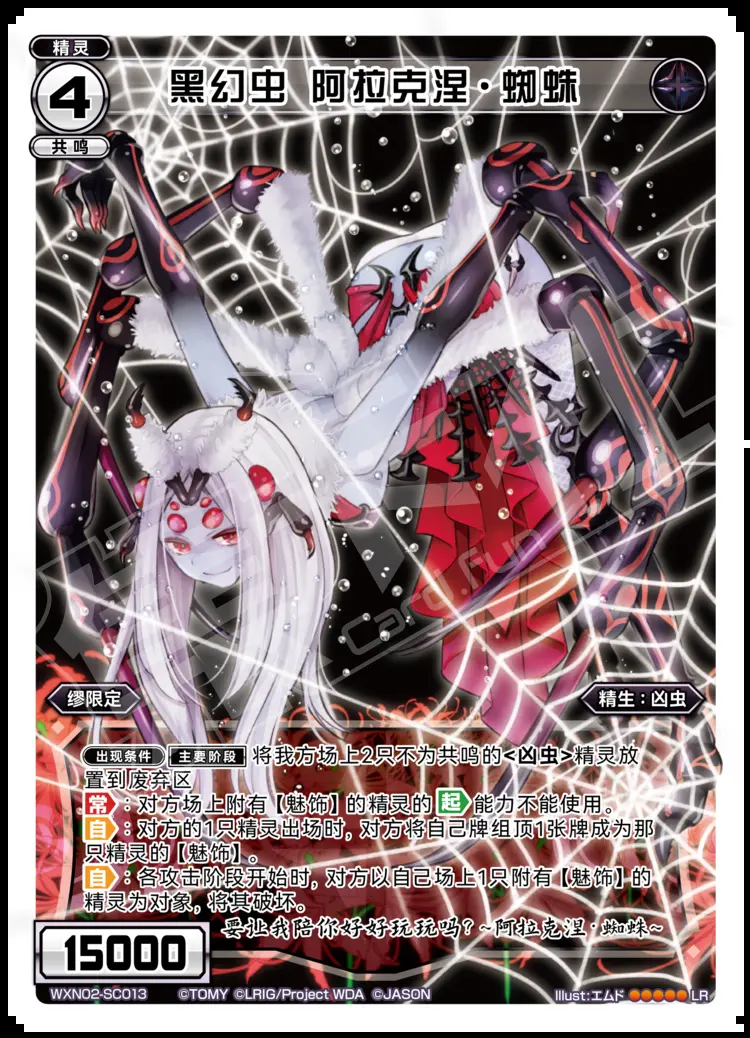 精灵
4
黑幻虫 阿拉克涅·蜘蛛
共鸣
Card.fun
缪限定
精生:凶虫
出现条件 主要阶段 将我方场上2只不为共鸣的<凶虫>精灵放
置到废弃区
常:对方场上附有【魅饰】的精灵的 起 能力不能使用。
自:对方的1只精灵出场时, 对方将自己牌组顶1张牌成为那
只精灵的【魅饰】。
自:各攻击阶段开始时, 对方以自己场上1只附有【魅饰】的
精灵为对象, 将其破坏。
要让我陪你好好玩玩吗?~阿拉克涅·蜘蛛~
15000
WXN02-SC013 ©TOMY ©LRIG/Project WDA ©JASON Illust:エムド LR